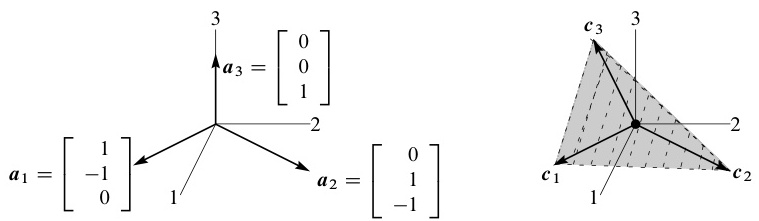 3
a₃ = [ 0 0 1 ]
2
a₁ = [ 1 −1 0 ]
1
a₂ = [ 0 1 −1 ]
c₃
3
2
c₁
1
c₂